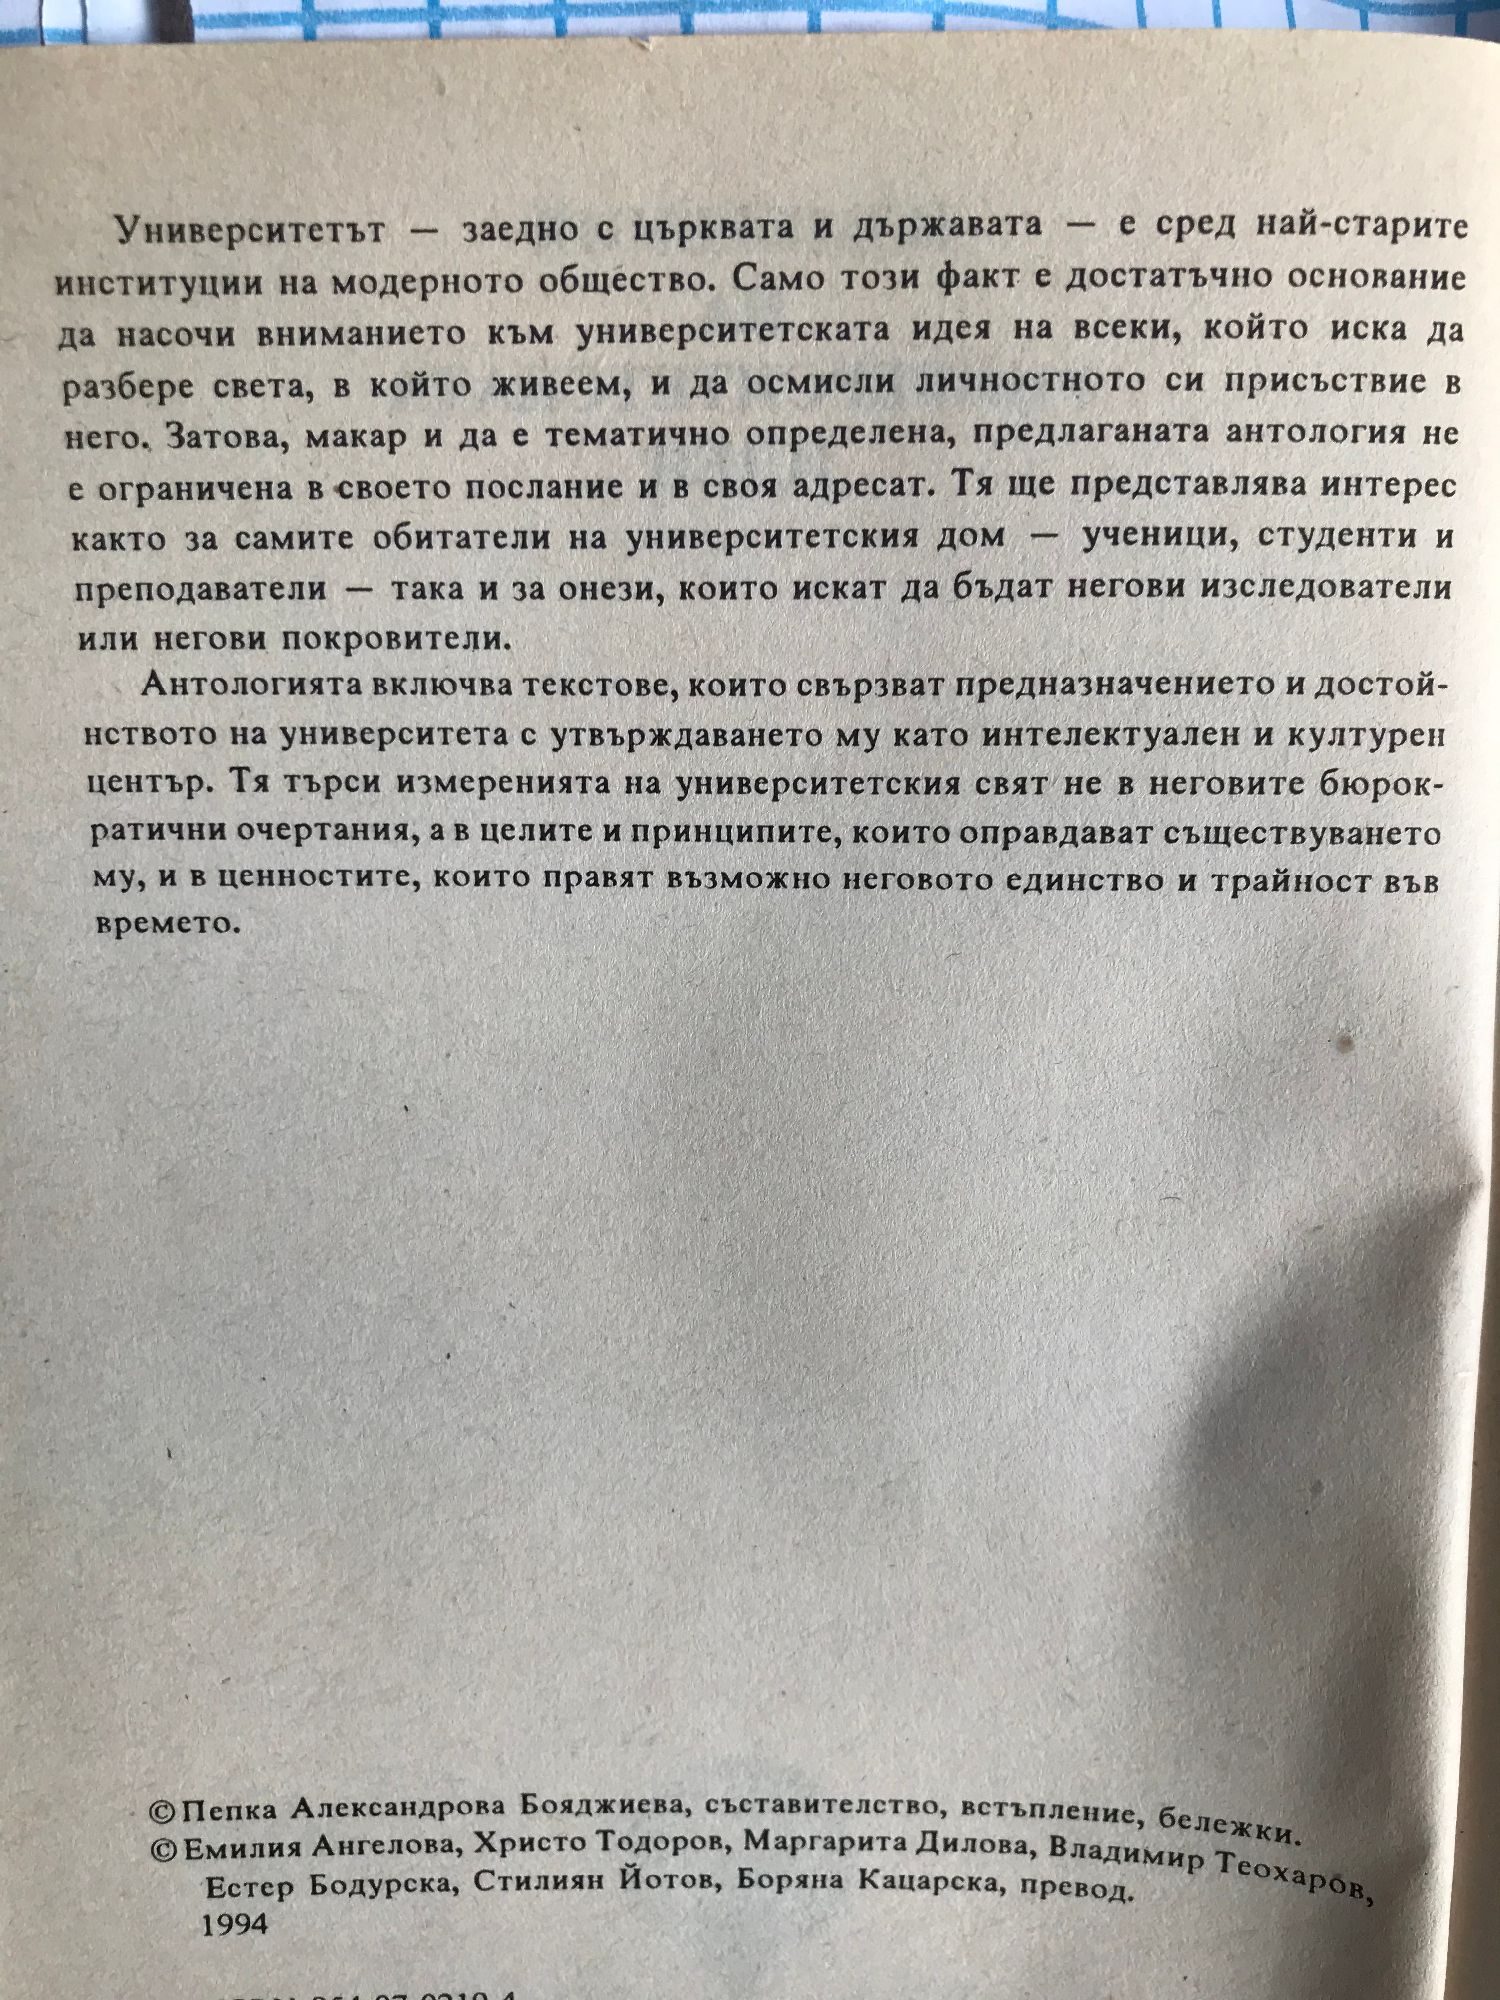 Университетът — заедно с църквата и държавата — е сред най-старите
институции на модерното общество. Само този факт е достатъчно основание
да насочи вниманието към университетската идея на всеки, който иска да
разбере света, в който живеем, и да осмисли личностното си присъствие в
него. Затова, макар и да е тематично определена, предлаганата антология не
е ограничена в своето послание и в своя адресат. Тя ще представлява интерес
както за самите обитатели на университетския дом — ученици, студенти и
преподаватели — така и за онези, които искат да бъдат негови изследователи
или негови покровители.
Антологията включва текстове, които свързват предназначението и достой-
нството на университета с утвърждаването му като интелектуален и културен
център. Тя търси измеренията на университетския свят не в неговите бюрок-
ратични очертания, а в целите и принципите, които оправдават съществуването
му, и в ценностите, които правят възможно неговото единство и трайност във
времето.
© Пепка Александрова Бояджиева, съставителство, встъпление, бележки.
© Емилия Ангелова, Христо Тодоров, Маргарита Дилова, Владимир Теохаров,
Естер Бодурска, Стилиян Йотов, Боряна Кацарска, превод.
1994